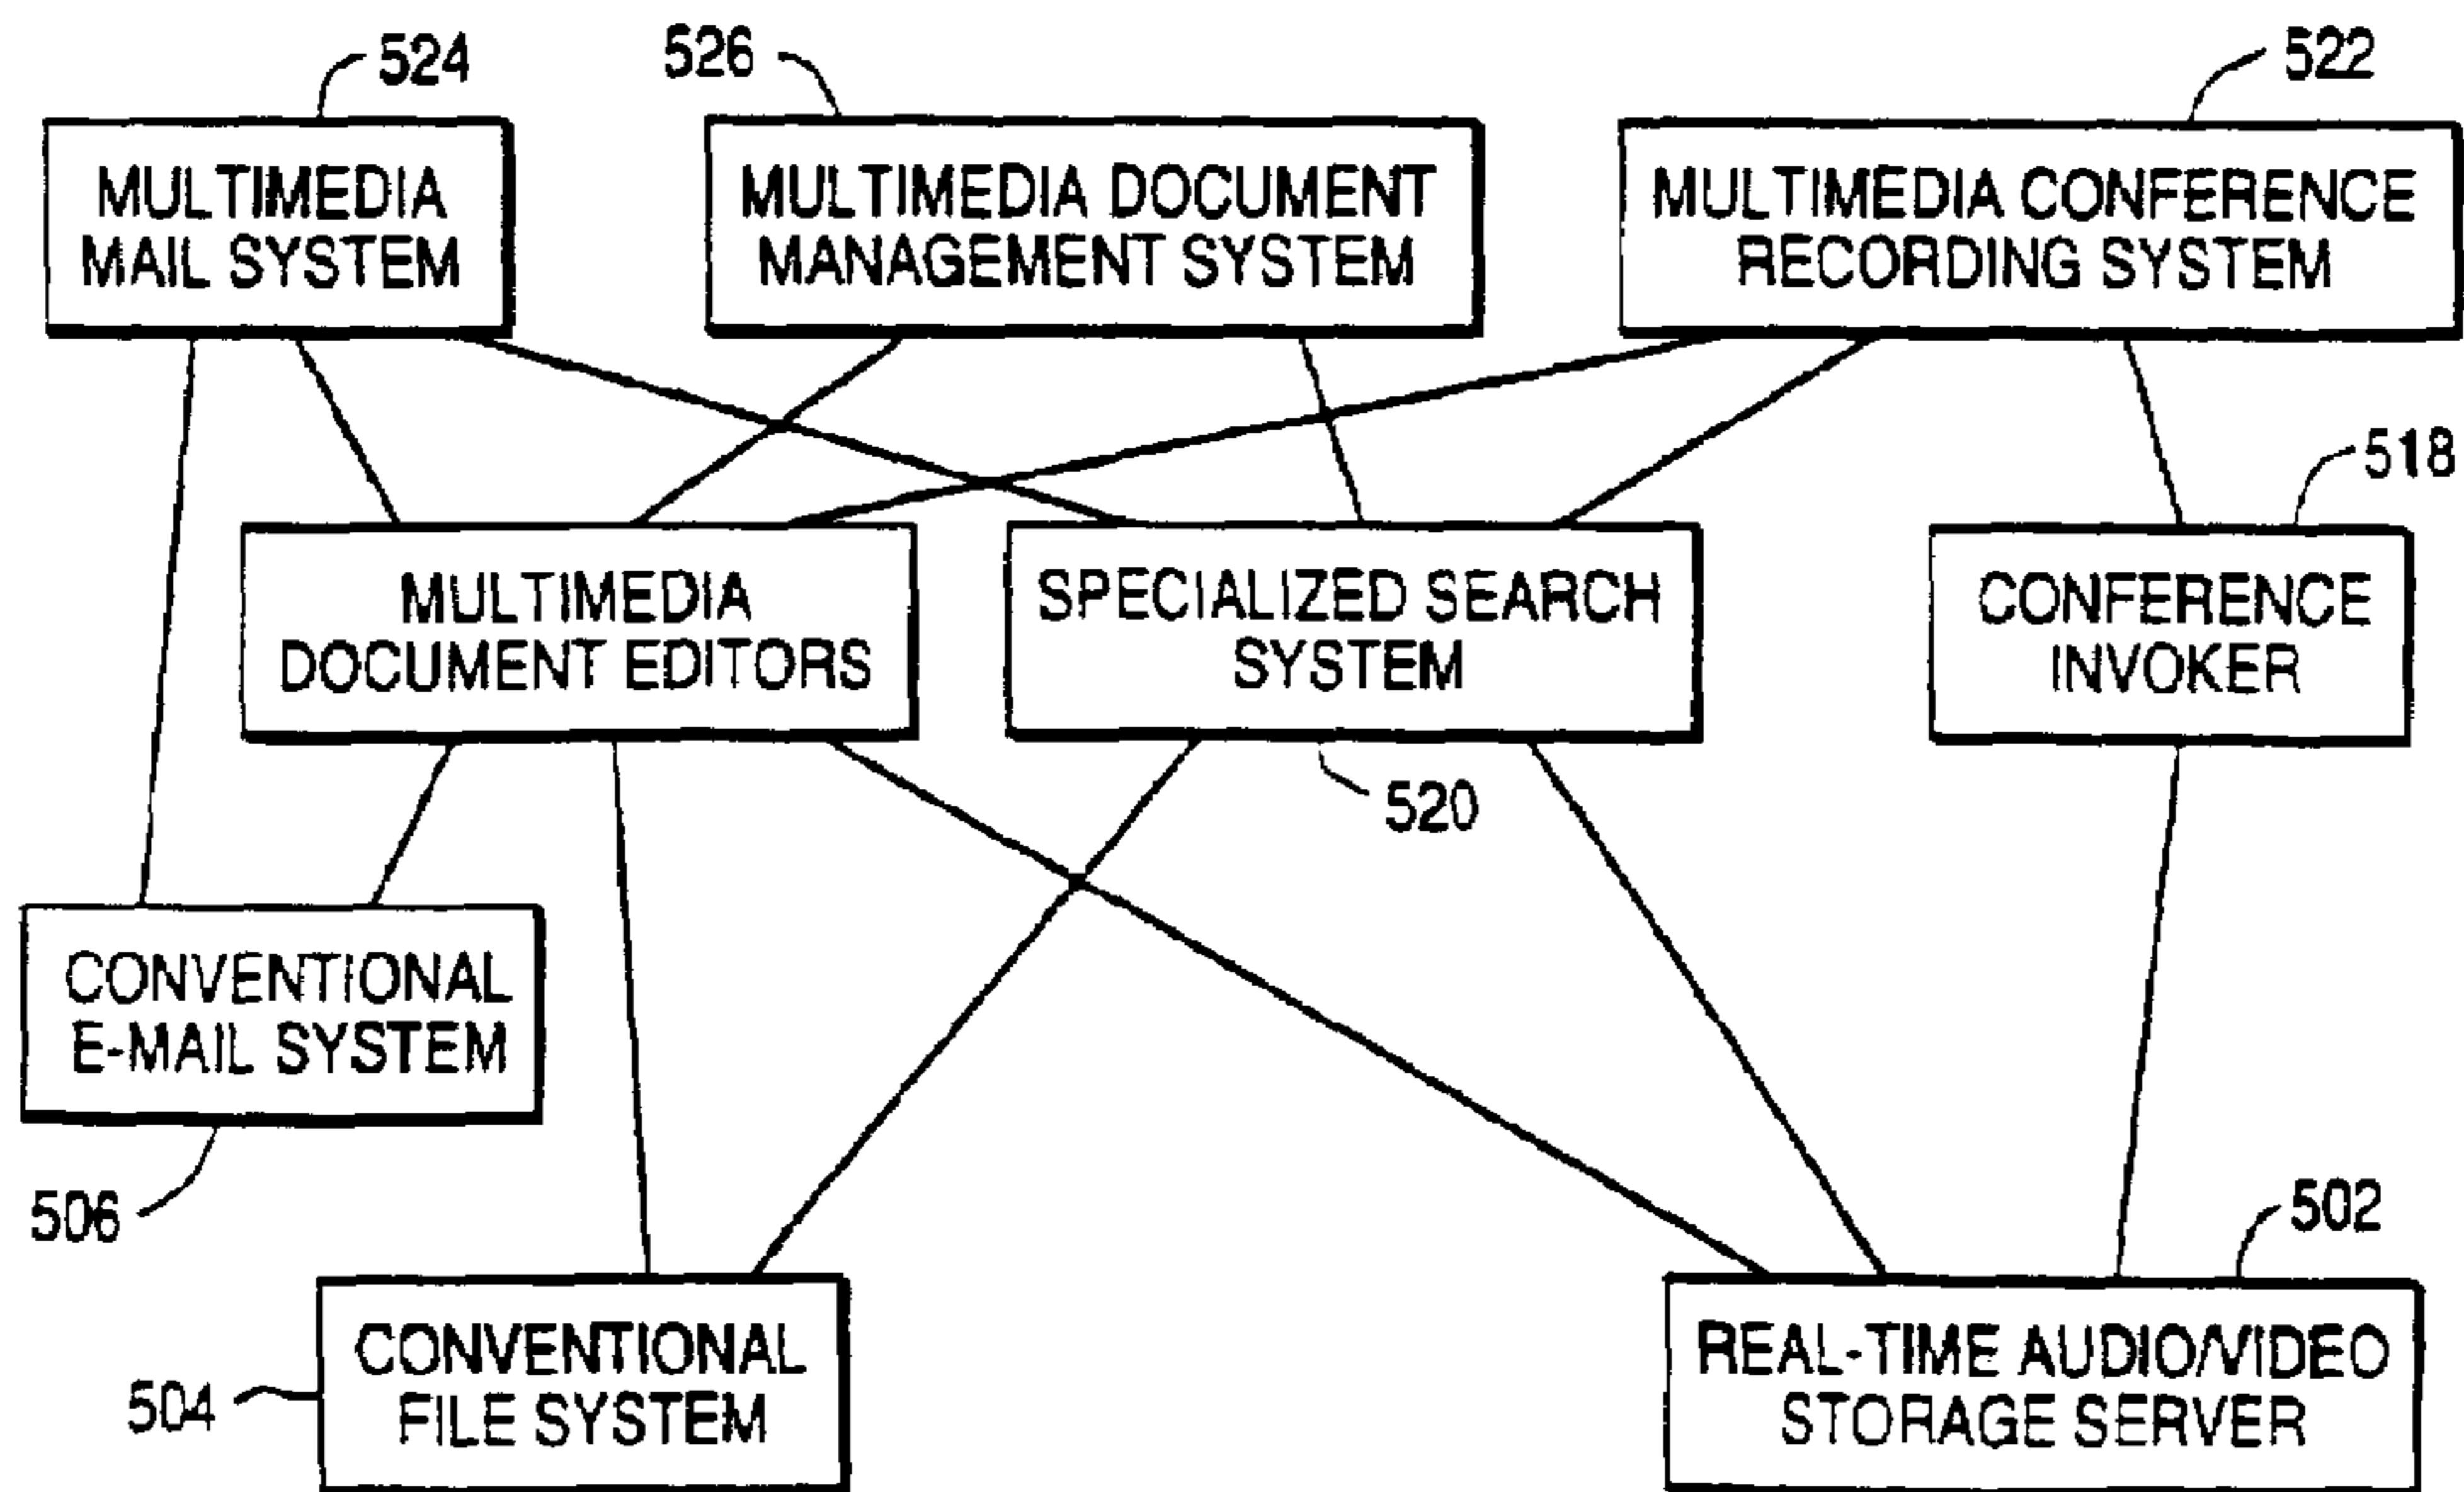 524
526
522
MULTIMEDIA
MAIL SYSTEM
MULTIMEDIA DOCUMENT
MANAGEMENT SYSTEM
MULTIMEDIA CONFERENCE
RECORDING SYSTEM
518
MULTIMEDIA
DOCUMENT EDITORS
SPECIALIZED SEARCH
SYSTEM
CONFERENCE
INVOKER
520
CONVENTIONAL
E-MAIL SYSTEM
506
502
CONVENTIONAL
FILE SYSTEM
504
REAL-TIME AUDIO/VIDEO
STORAGE SERVER